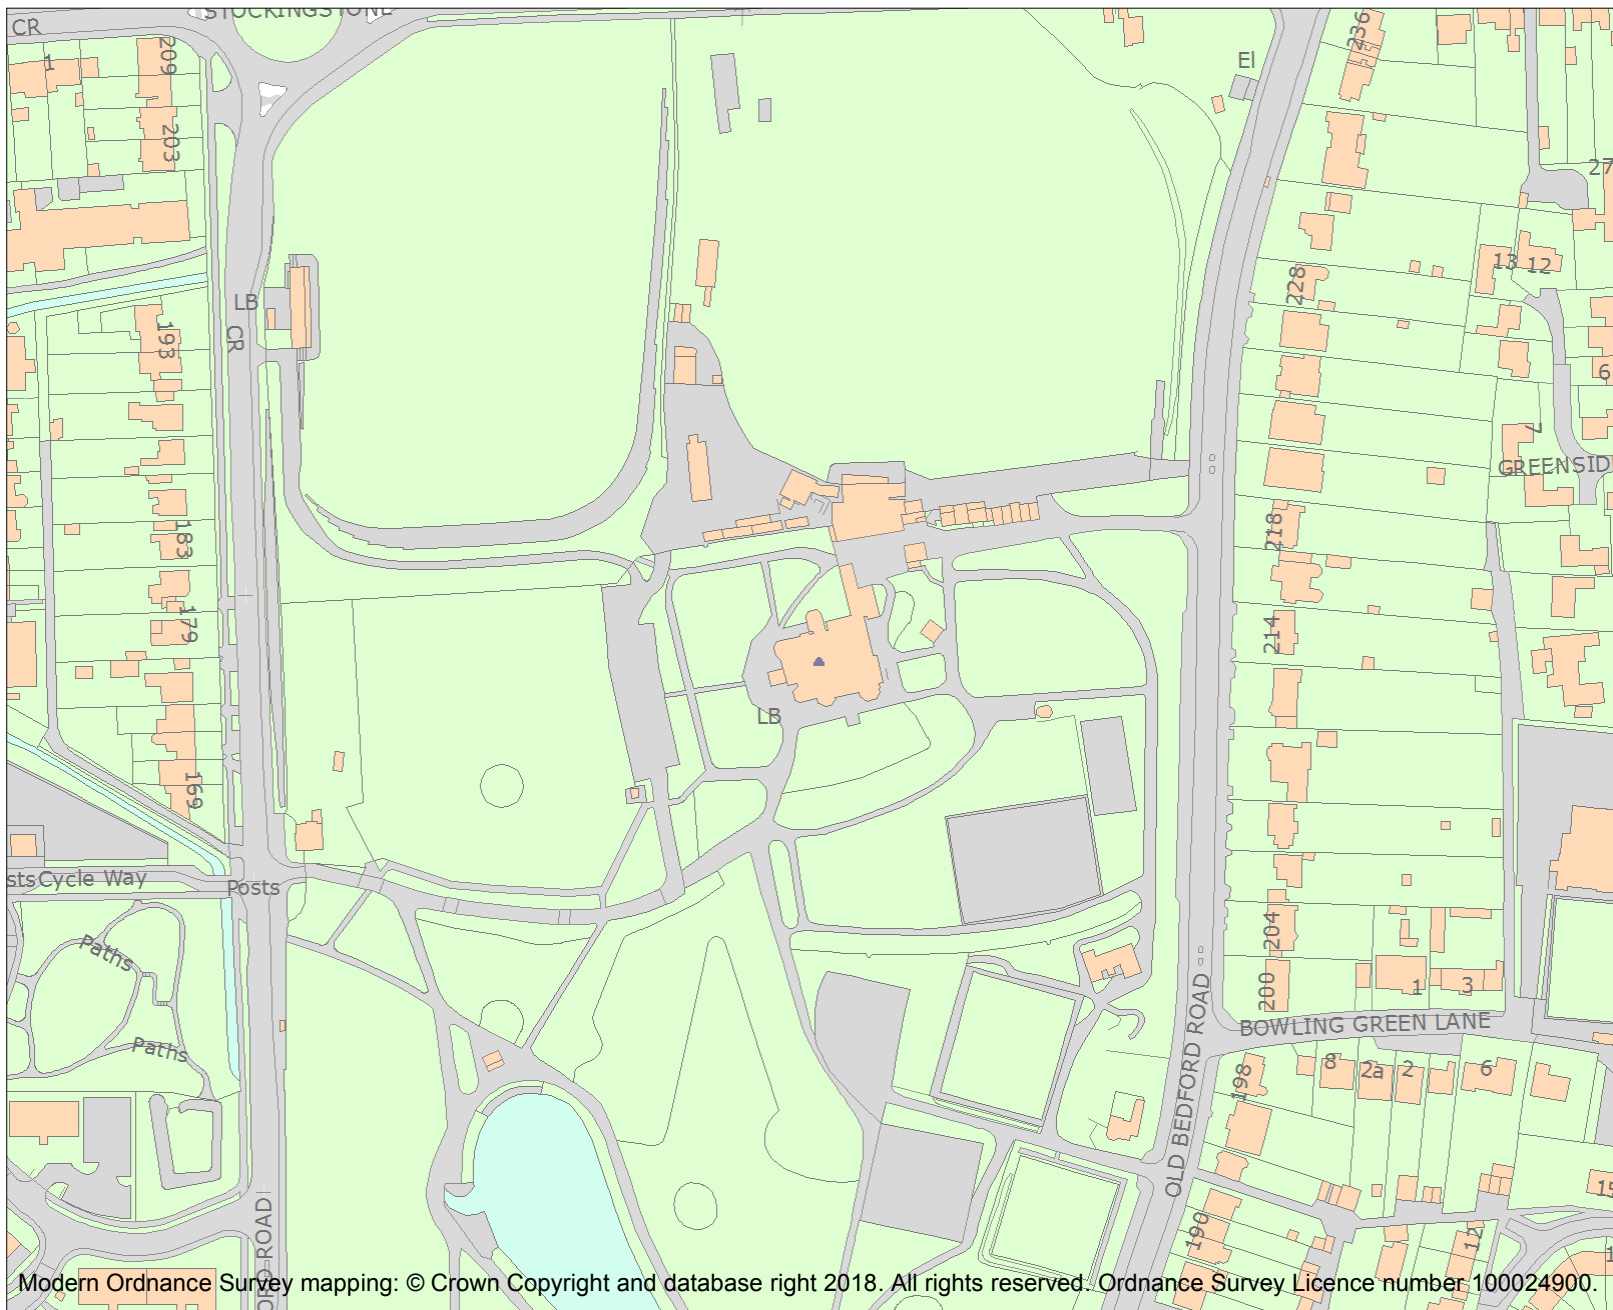 STOCKINGSTONE
CR
1
209
203
236
El
27
228
13
12
LB
CR
193
6
7
GREENSID
218
183
179
214
LB
169
stsCycle Way
Posts
204
Paths
200
1
3
BOWLING GREEN LANE
Paths
OLD BEDFORD ROAD
198
8
2a
2
6
15
190
12
ROAD
Modern Ordnance Survey mapping: © Crown Copyright and database right 2018. All rights reserved. Ordnance Survey Licence number 100024900.